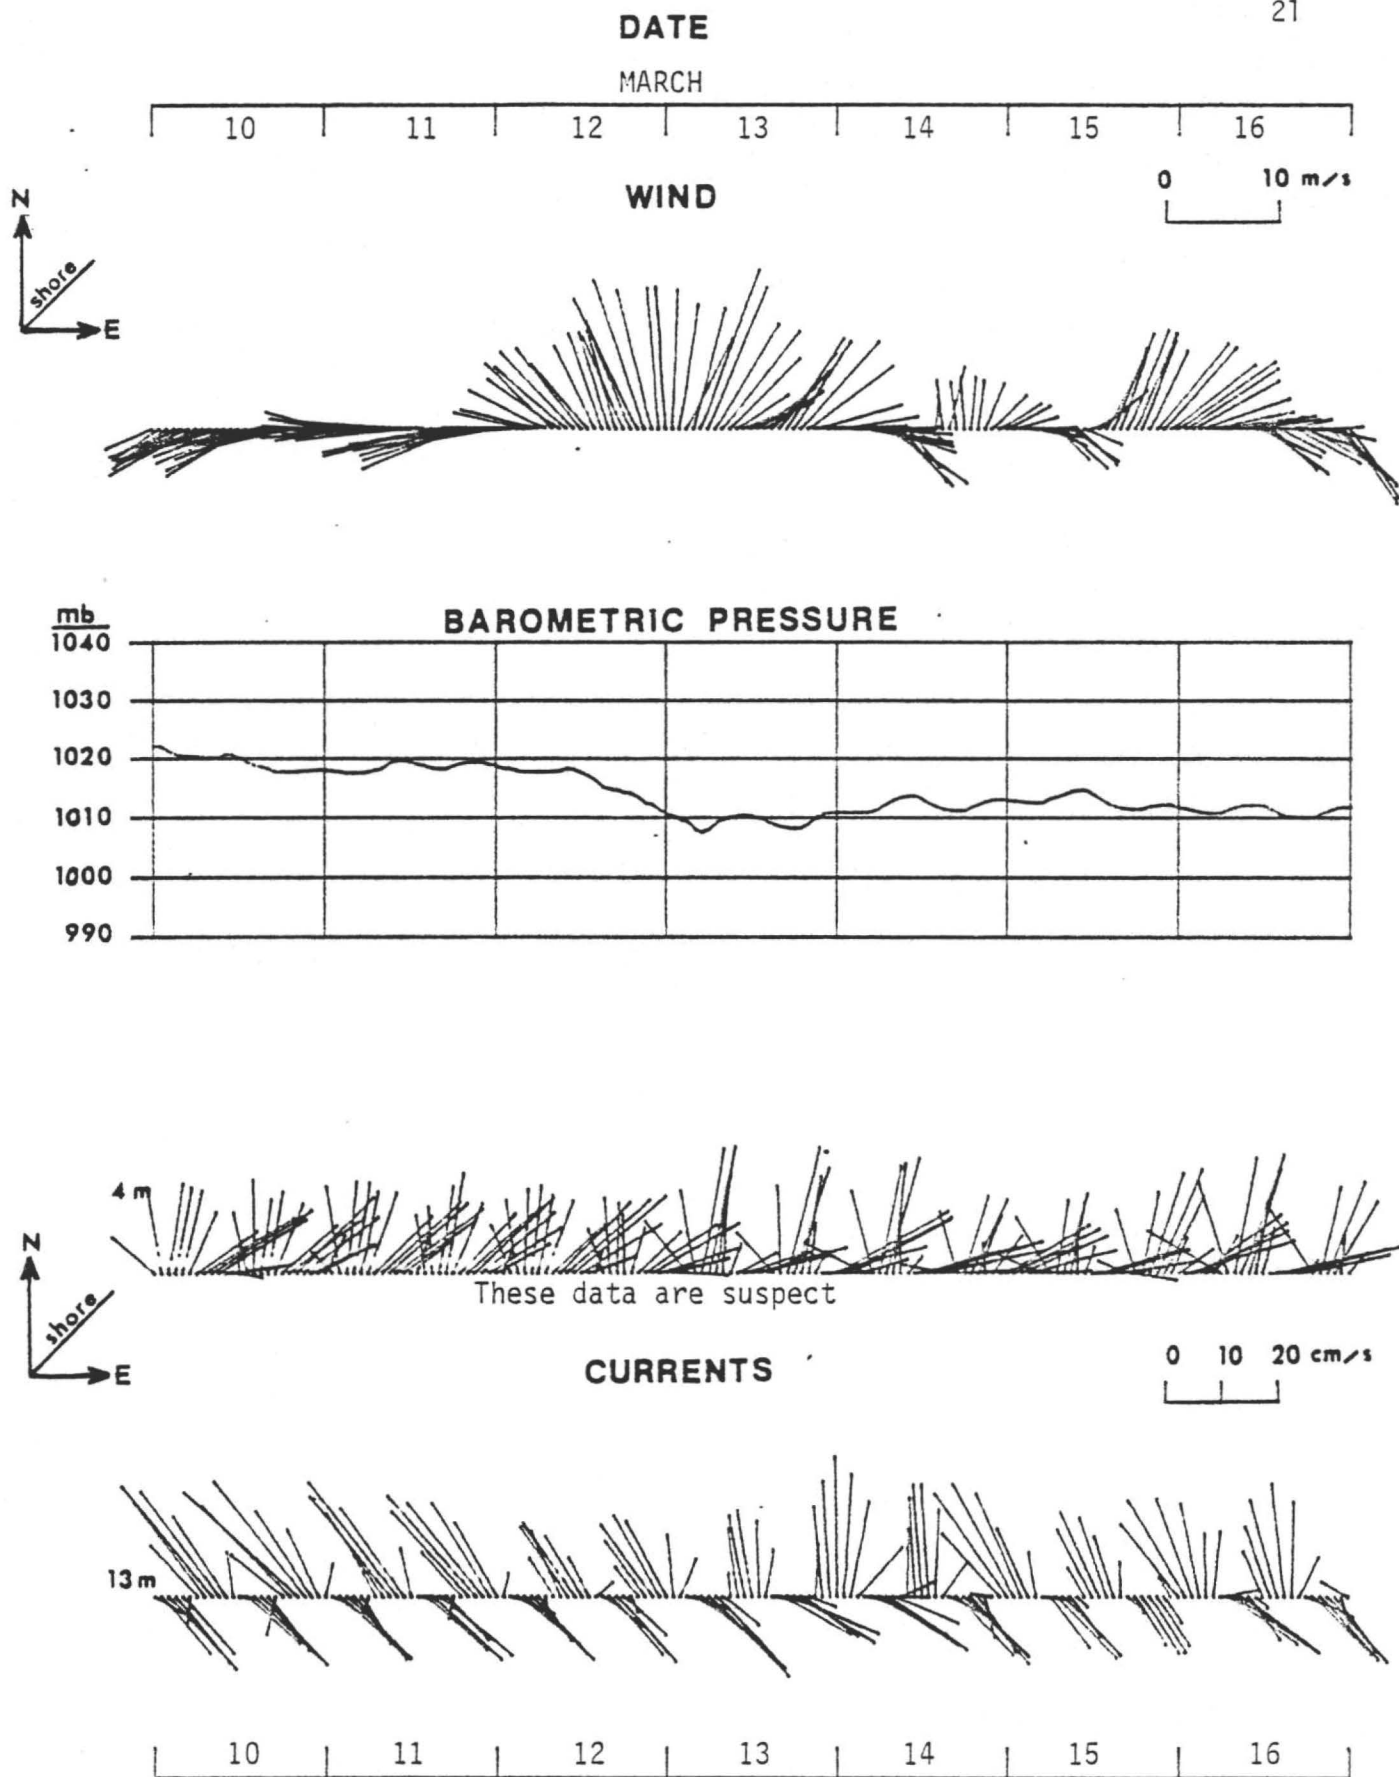 21
DATE
MARCH
10 11 12 13 14 15 16
WIND
0 10 m/s
N
shore
E
mb
BAROMETRIC PRESSURE
1040
1030
1020
1010
1000
990
4 m
These data are suspect
N
shore
E
CURRENTS
0 10 20 cm/s
13 m
10 11 12 13 14 15 16